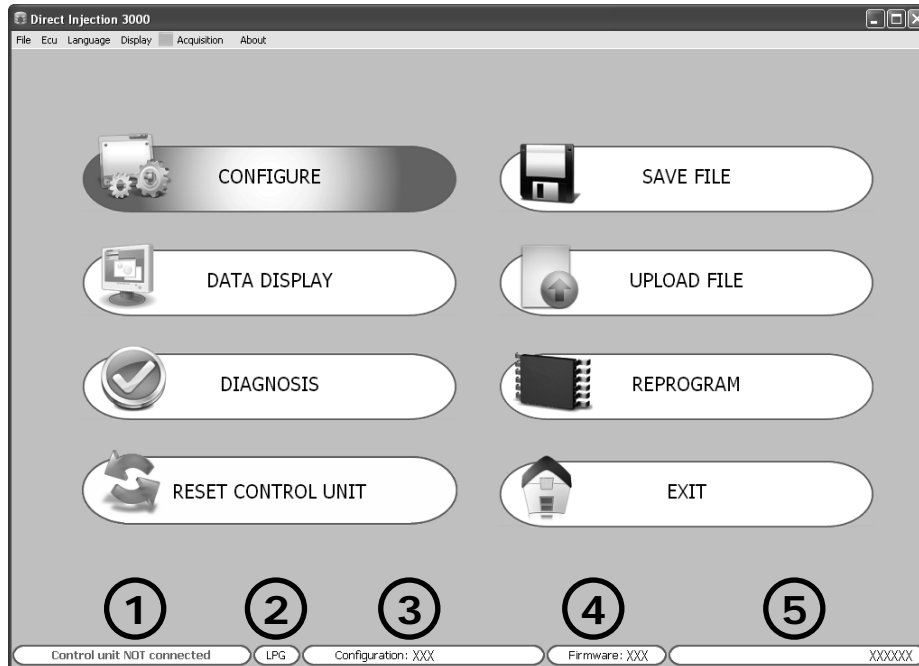 Direct Injection 3000
File Ecu Language Display Acquisition About
CONFIGURE
SAVE FILE
DATA DISPLAY
UPLOAD FILE
DIAGNOSIS
REPROGRAM
RESET CONTROL UNIT
EXIT
1 2 3 4 5
Control unit NOT connected LPG Configuration: XXX Firmware: XXX XXXXXX